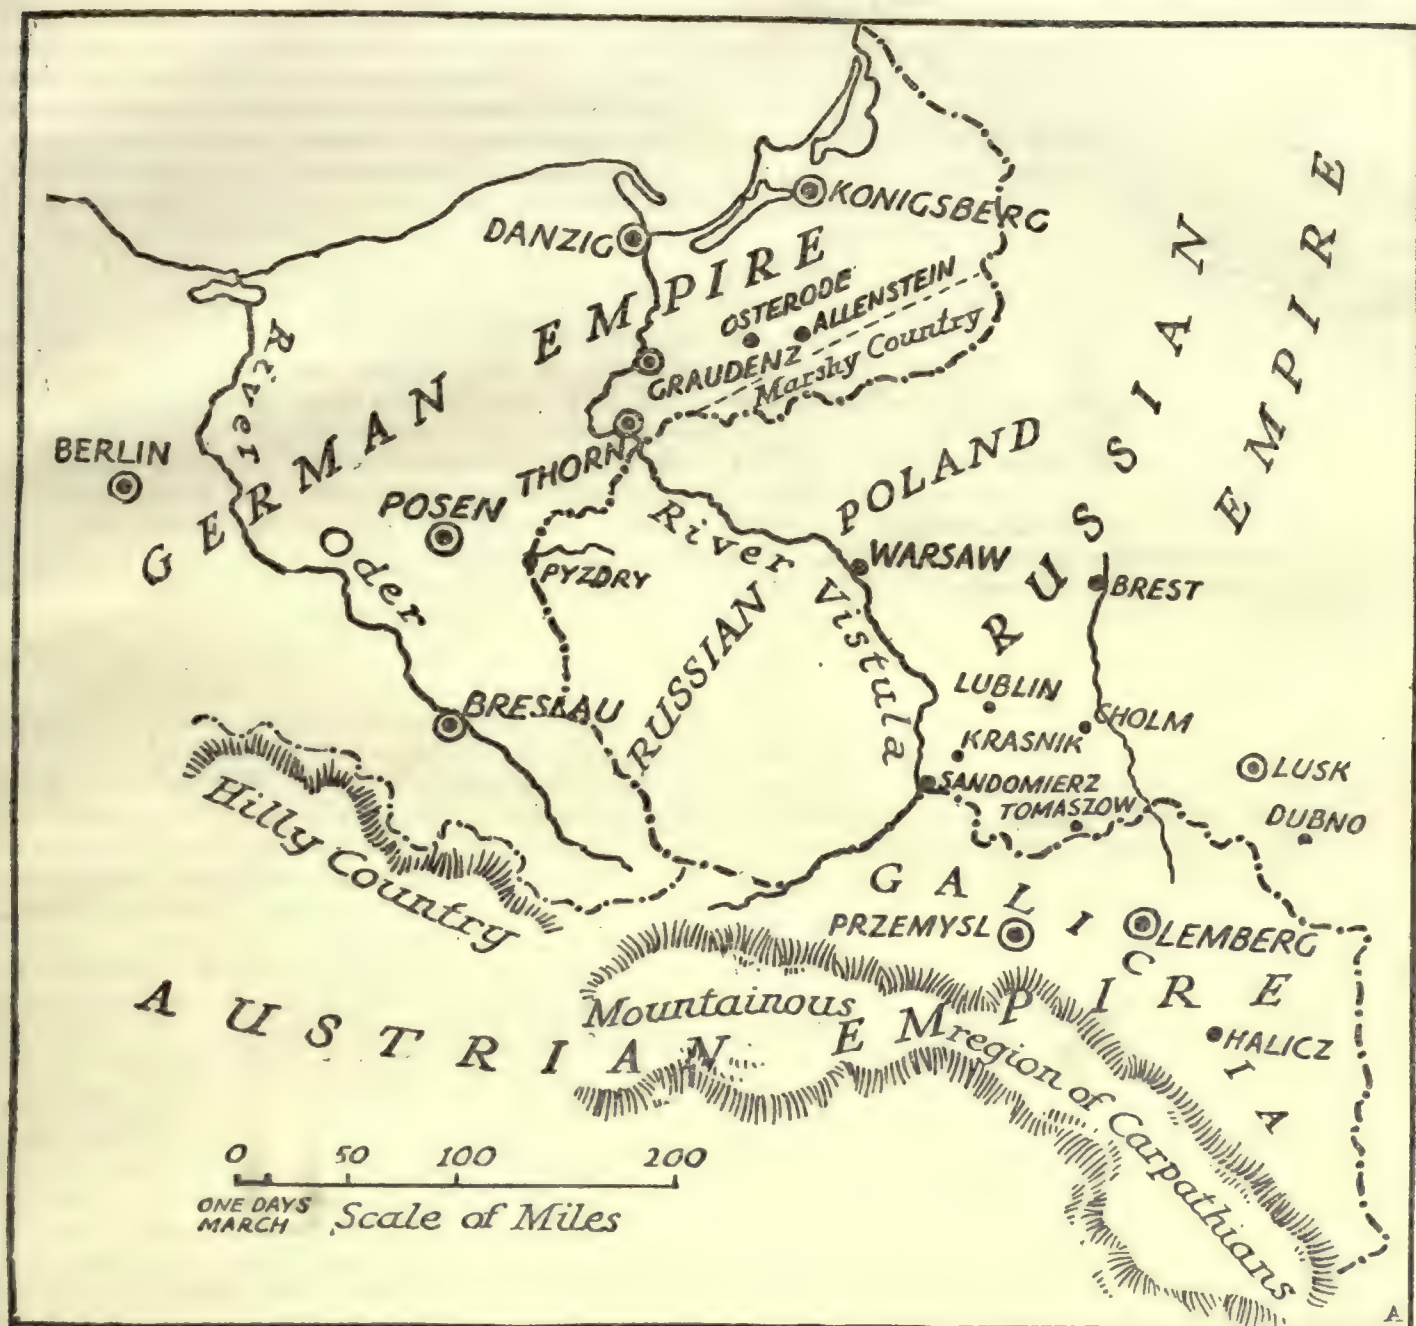 KONIGSBERG
DANZIG
GERMAN EMPIRE
OSTERODE
ALLENSTEIN
GRAUDENZ
Marshy Country
River Oder
BERLIN
THORN
POSEN
POLAND
RUSSIAN EMPIRE
River Vistula
WARSAW
PYZDRY
BREST
RUSSIAN
LUBLIN
BRESLAU
CHOLM
KRASNIK
LUSK
SANDOMIERZ
TOMASZOW
DUBNO
Hilly Country
GALICIA
PRZEMYSL
LEMBERG
AUSTRIAN EMPIRE
Mountainous region of Carpathians
HALICZ
0 50 100 200
ONE DAYS
MARCH
Scale of Miles
A